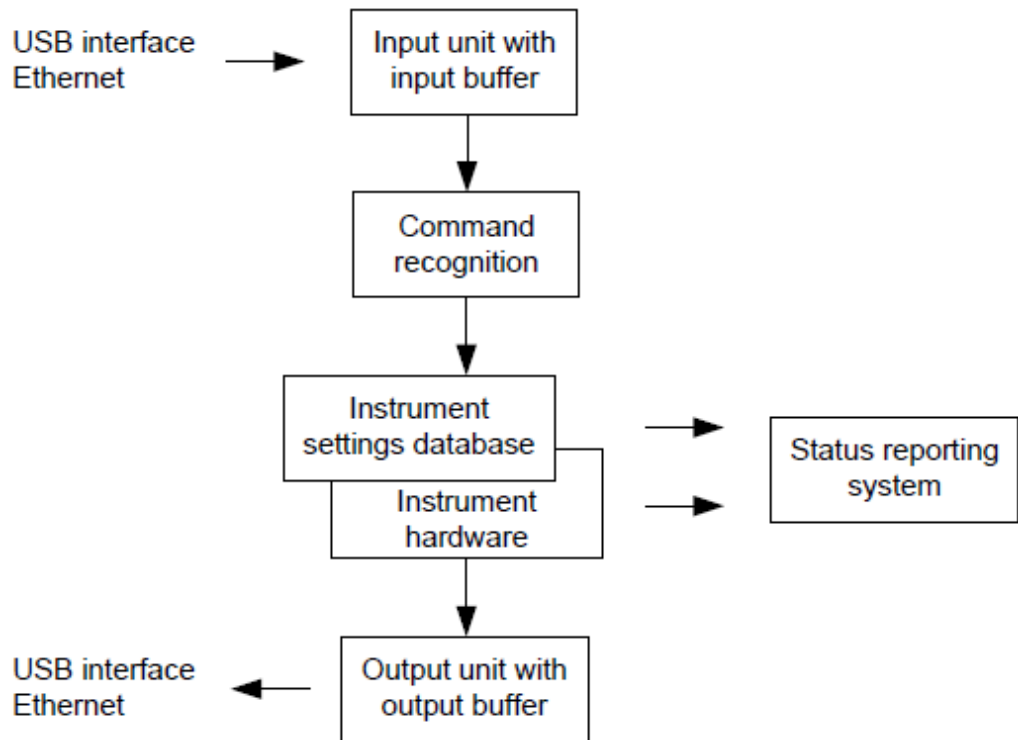 USB interface
Ethernet
Input unit with
input buffer
Command
recognition
Instrument
settings database
Instrument
hardware
Status reporting
system
USB interface
Ethernet
Output unit with
output buffer